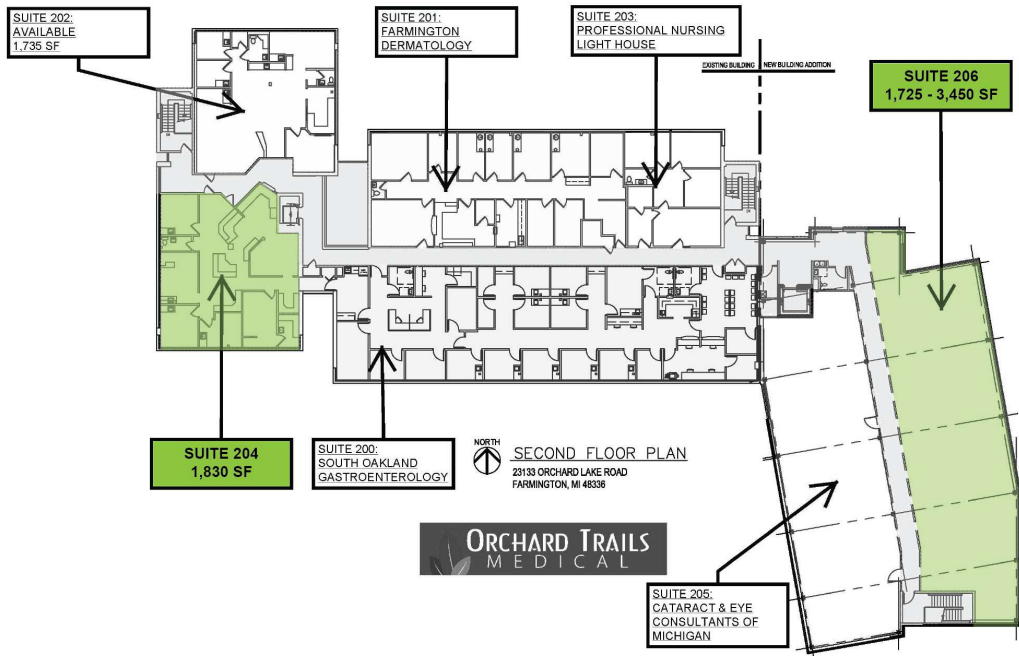 SUITE 202:
AVAILABLE
1,735 SF
SUITE 201:
FARMINGTON
DERMATOLOGY
SUITE 203:
PROFESSIONAL NURSING
LIGHT HOUSE
EXISTING BUILDING
NEW BUILDING ADDITION
SUITE 206
1,725 - 3,450 SF
SUITE 204
1,830 SF
SUITE 200:
SOUTH OAKLAND
GASTROENTEROLOGY
NORTH
SECOND FLOOR PLAN
23133 ORCHARD LAKE ROAD
FARMINGTON, MI 48336
ORCHARD TRAILS
MEDICAL
SUITE 205:
CATARACT & EYE
CONSULTANTS OF
MICHIGAN